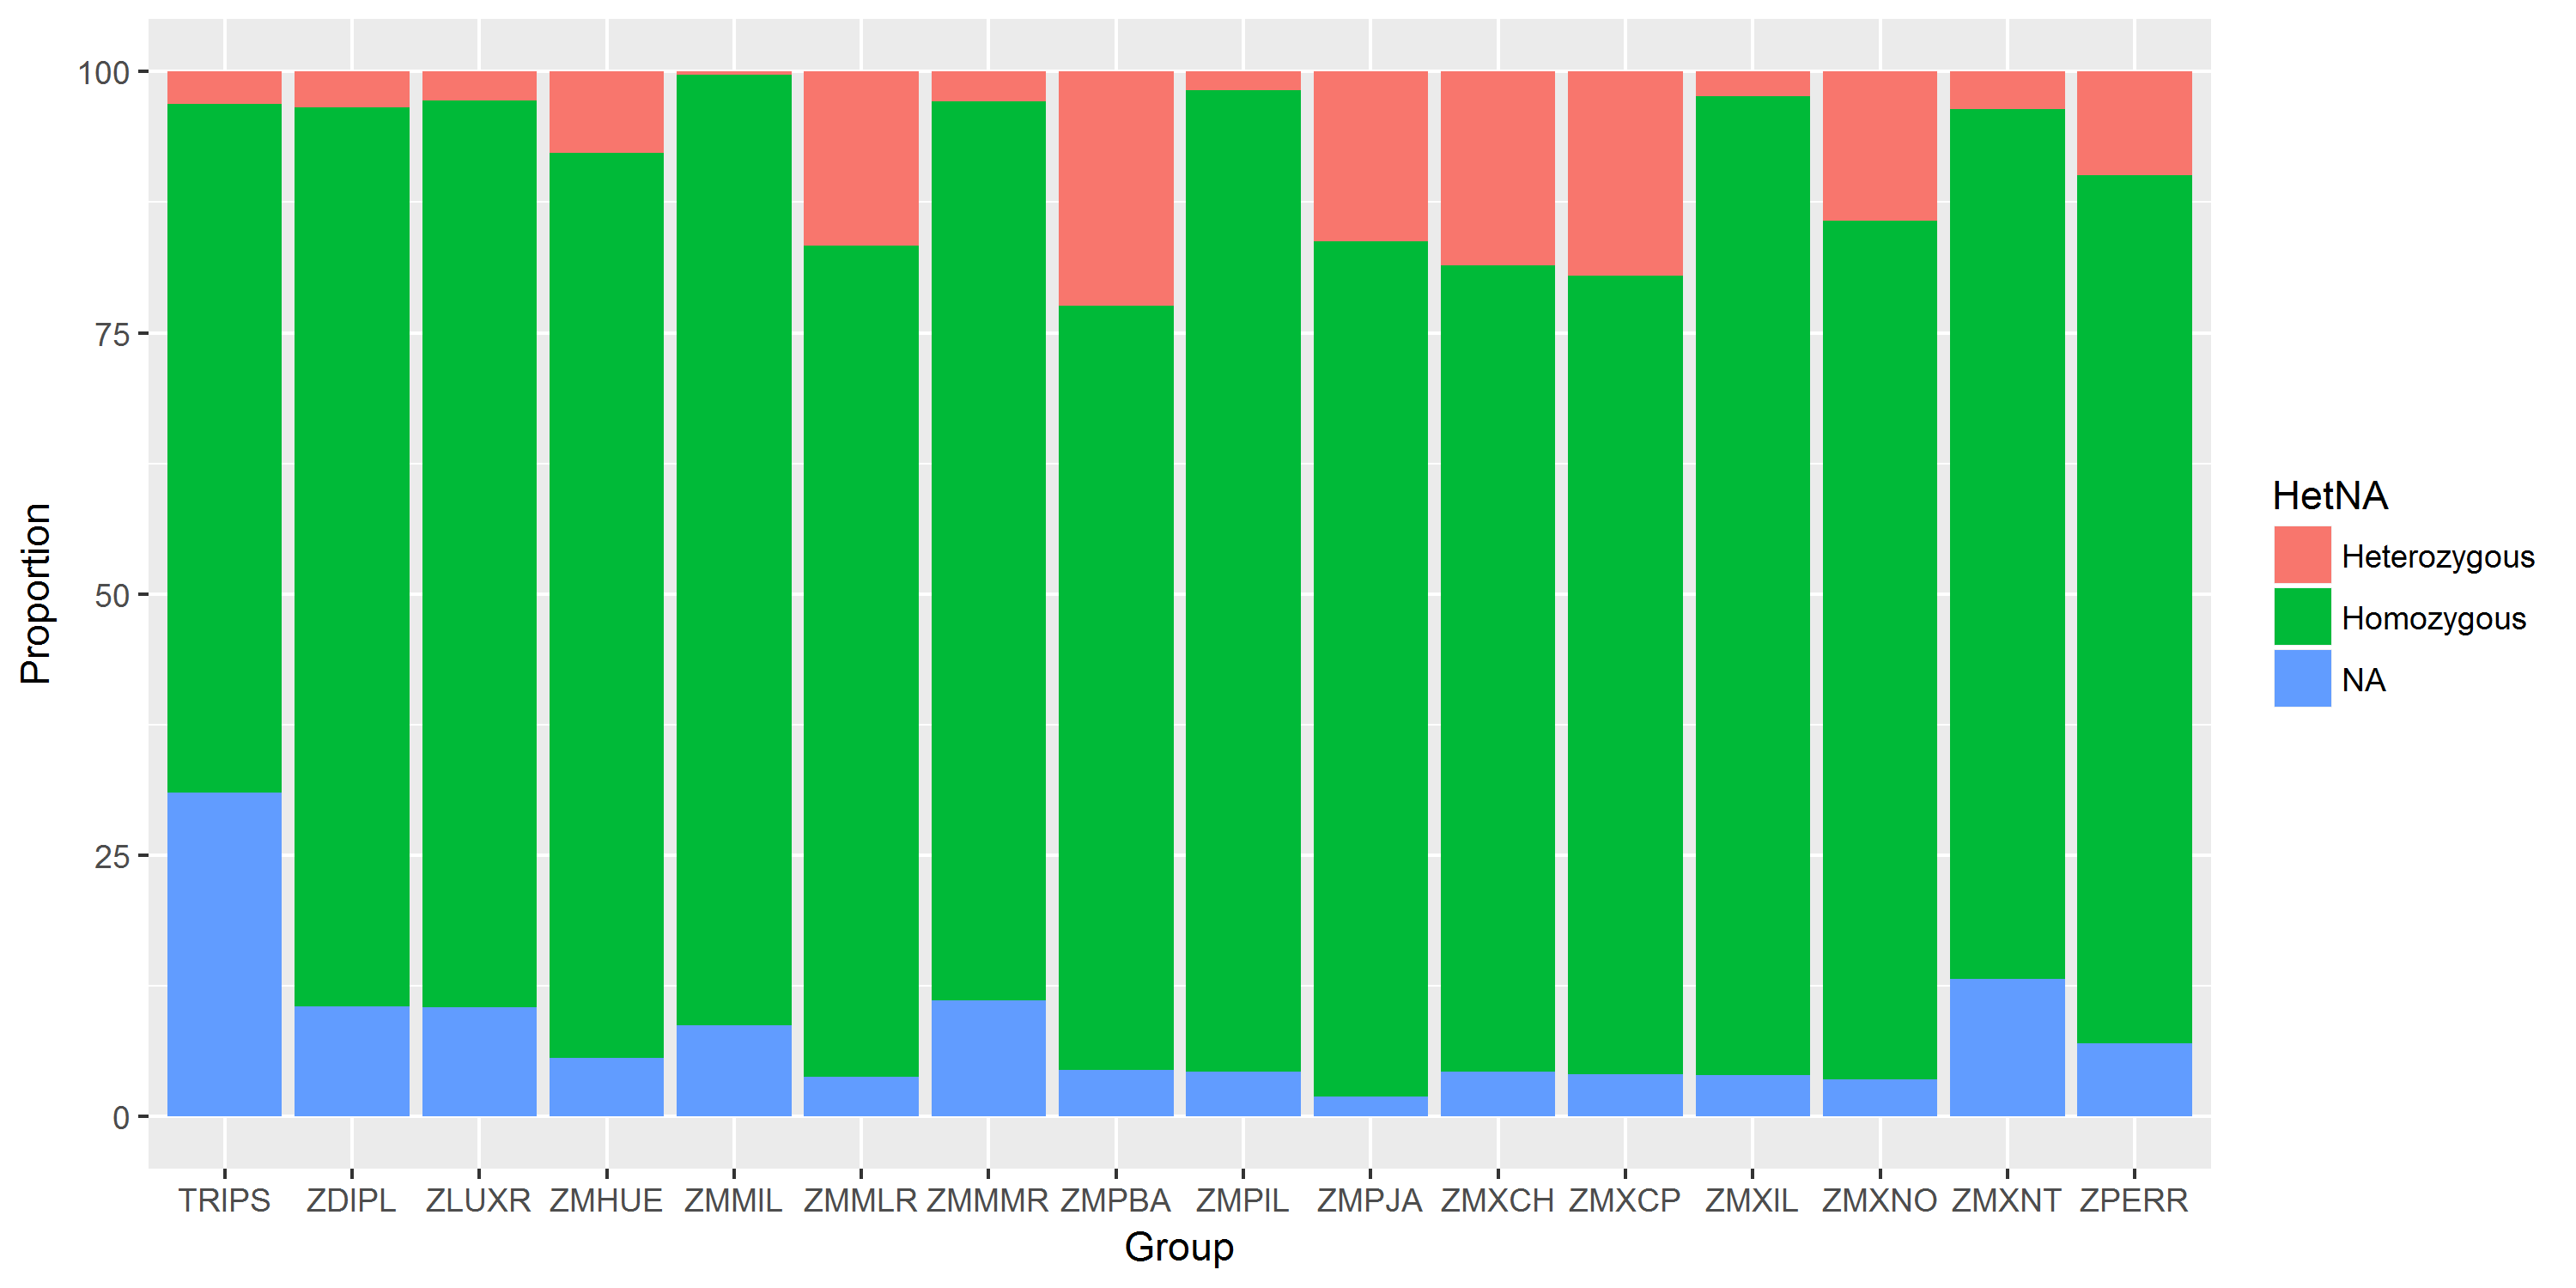 100
75
50
25
0
Proportion
TRIPS ZDIPL ZLUXR ZMHUE ZMMIL ZMMLR ZMMMR ZMPBA ZMPIL ZMPJA ZMXCH ZMXCP ZMXIL ZMXNO ZMXNT ZPERR
Group
HetNA
Heterozygous
Homozygous
NA